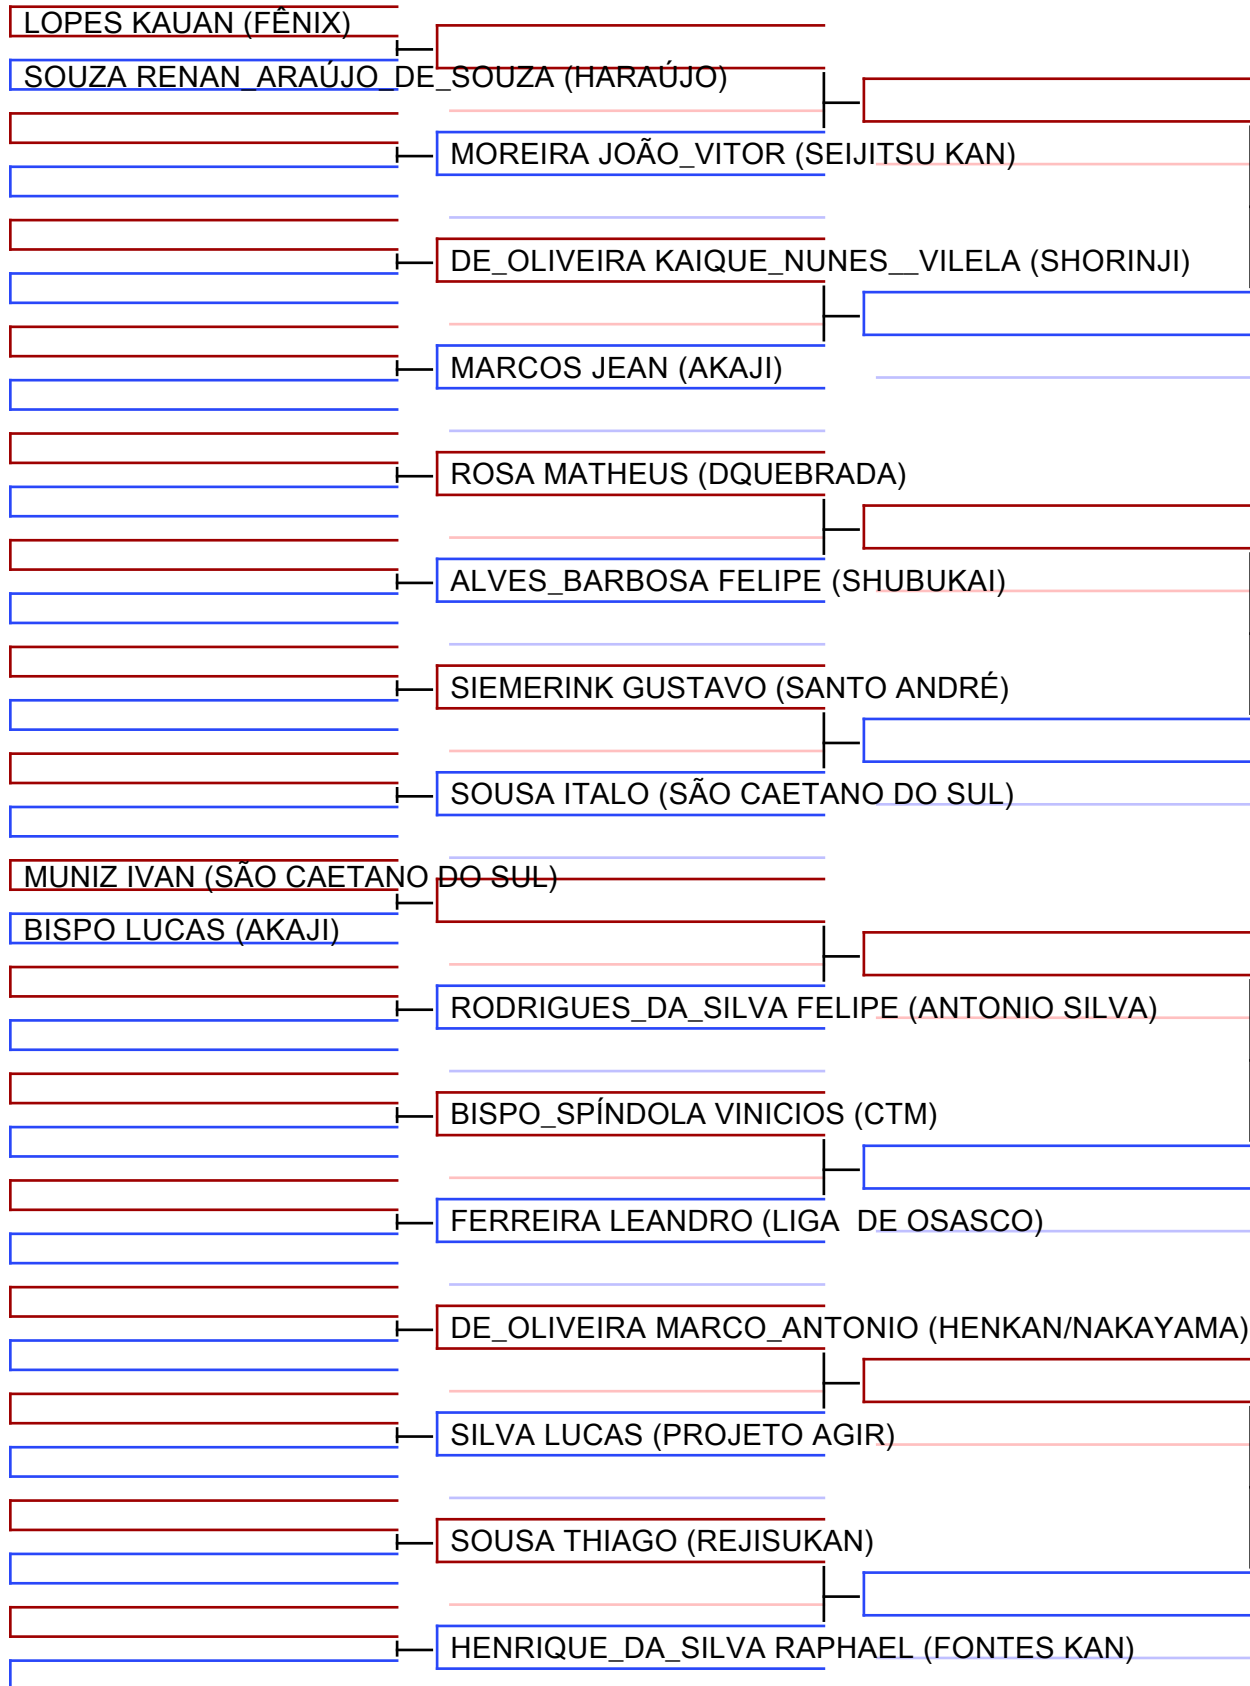 LOPES KAUAN (FÊNIX)
SOUZA RENAN_ARAÚJO_DE_SOUZA (HARAÚJO)
MOREIRA JOÃO_VITOR (SEIJITSU KAN)
DE_OLIVEIRA KAIQUE_NUNES__VILELA (SHORINJI)
MARCOS JEAN (AKAJI)
ROSA MATHEUS (DQUEBRADA)
ALVES_BARBOSA FELIPE (SHUBUKAI)
SIEMERINK GUSTAVO (SANTO ANDRÉ)
SOUSA ITALO (SÃO CAETANO DO SUL)
MUNIZ IVAN (SÃO CAETANO DO SUL)
BISPO LUCAS (AKAJI)
RODRIGUES_DA_SILVA FELIPE (ANTONIO SILVA)
BISPO_SPÍNDOLA VINICIOS (CTM)
FERREIRA LEANDRO (LIGA  DE OSASCO)
DE_OLIVEIRA MARCO_ANTONIO (HENKAN/NAKAYAMA)
SILVA LUCAS (PROJETO AGIR)
SOUSA THIAGO (REJISUKAN)
HENRIQUE_DA_SILVA RAPHAEL (FONTES KAN)